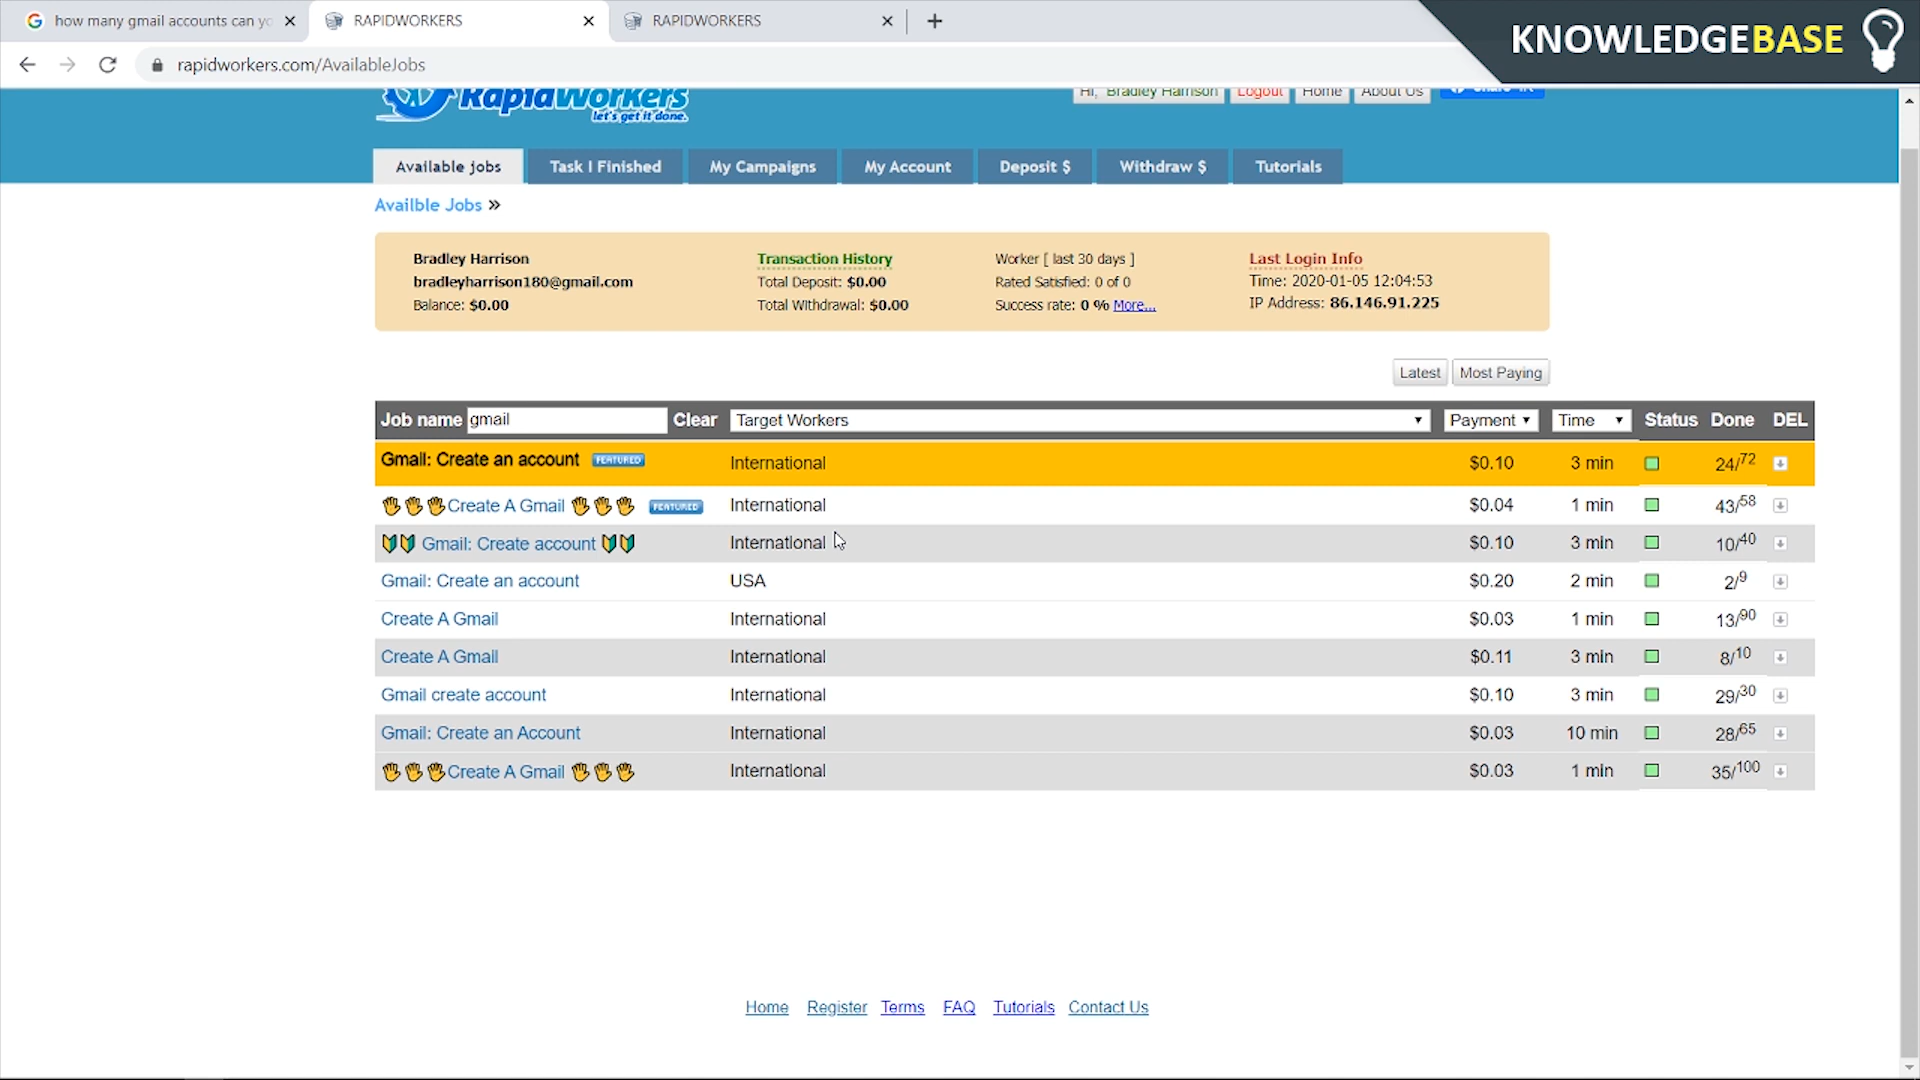 how many gmail accounts can yo
RAPIDWORKERS
RAPIDWORKERS
KNOWLEDGEBASE
rapidworkers.com/AvailableJobs
RapidWorkers
let's get it done.
Hi, Bradley Harrison
Logout
Home
About Us
Share
Available jobs
Task I Finished
My Campaigns
My Account
Deposit $
Withdraw $
Tutorials
Availble Jobs »
Bradley Harrison
bradleyharrison180@gmail.com
Balance: $0.00
Transaction History
Total Deposit: $0.00
Total Withdrawal: $0.00
Worker [ last 30 days ]
Rated Satisfied: 0 of 0
Success rate: 0 % More...
Last Login Info
Time: 2020-01-05 12:04:53
IP Address: 86.146.91.225
Latest
Most Paying
Job name gmail Clear Target Workers Payment Time Status Done DEL
Gmail: Create an account FEATURED International $0.10 3 min 24/72
Create A Gmail FEATURED International $0.04 1 min 43/58
Gmail: Create account International $0.10 3 min 10/40
Gmail: Create an account USA $0.20 2 min 2/9
Create A Gmail International $0.03 1 min 13/90
Create A Gmail International $0.11 3 min 8/10
Gmail create account International $0.10 3 min 29/30
Gmail: Create an Account International $0.03 10 min 28/65
Create A Gmail International $0.03 1 min 35/100
Home Register Terms FAQ Tutorials Contact Us